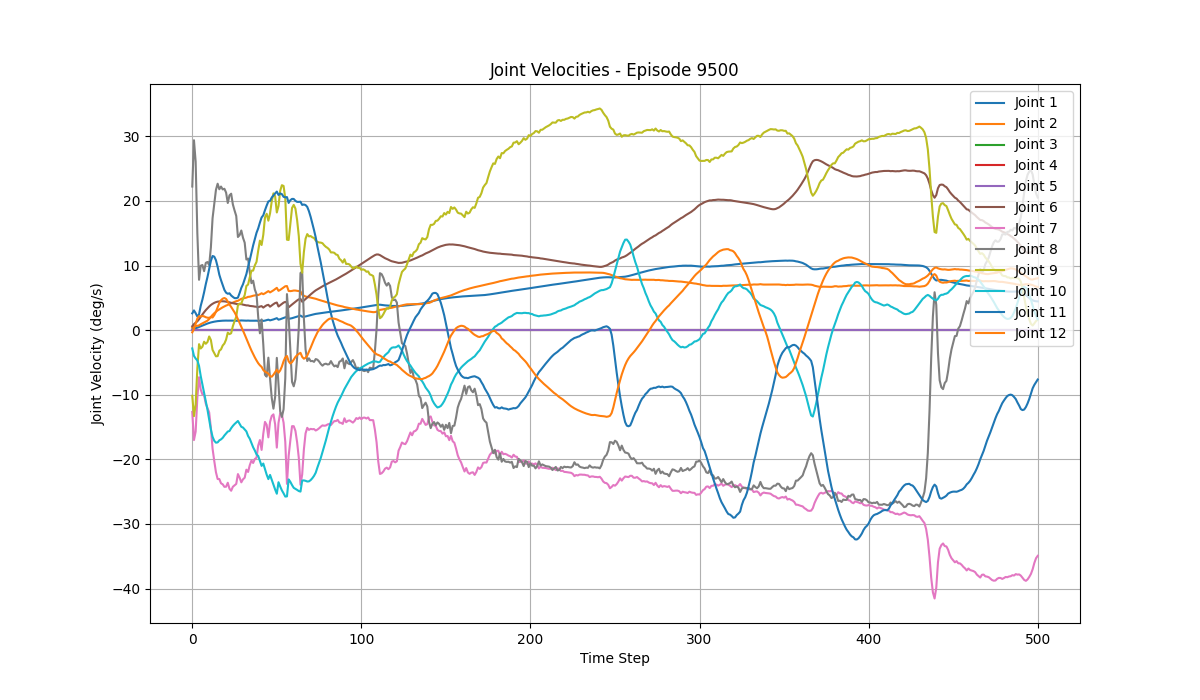 Joint Velocities - Episode 9500
Joint Velocity (deg/s)
30
20
10
0
−10
−20
−30
−40
0 100 200 300 400 500
Time Step
Joint 1
Joint 2
Joint 3
Joint 4
Joint 5
Joint 6
Joint 7
Joint 8
Joint 9
Joint 10
Joint 11
Joint 12